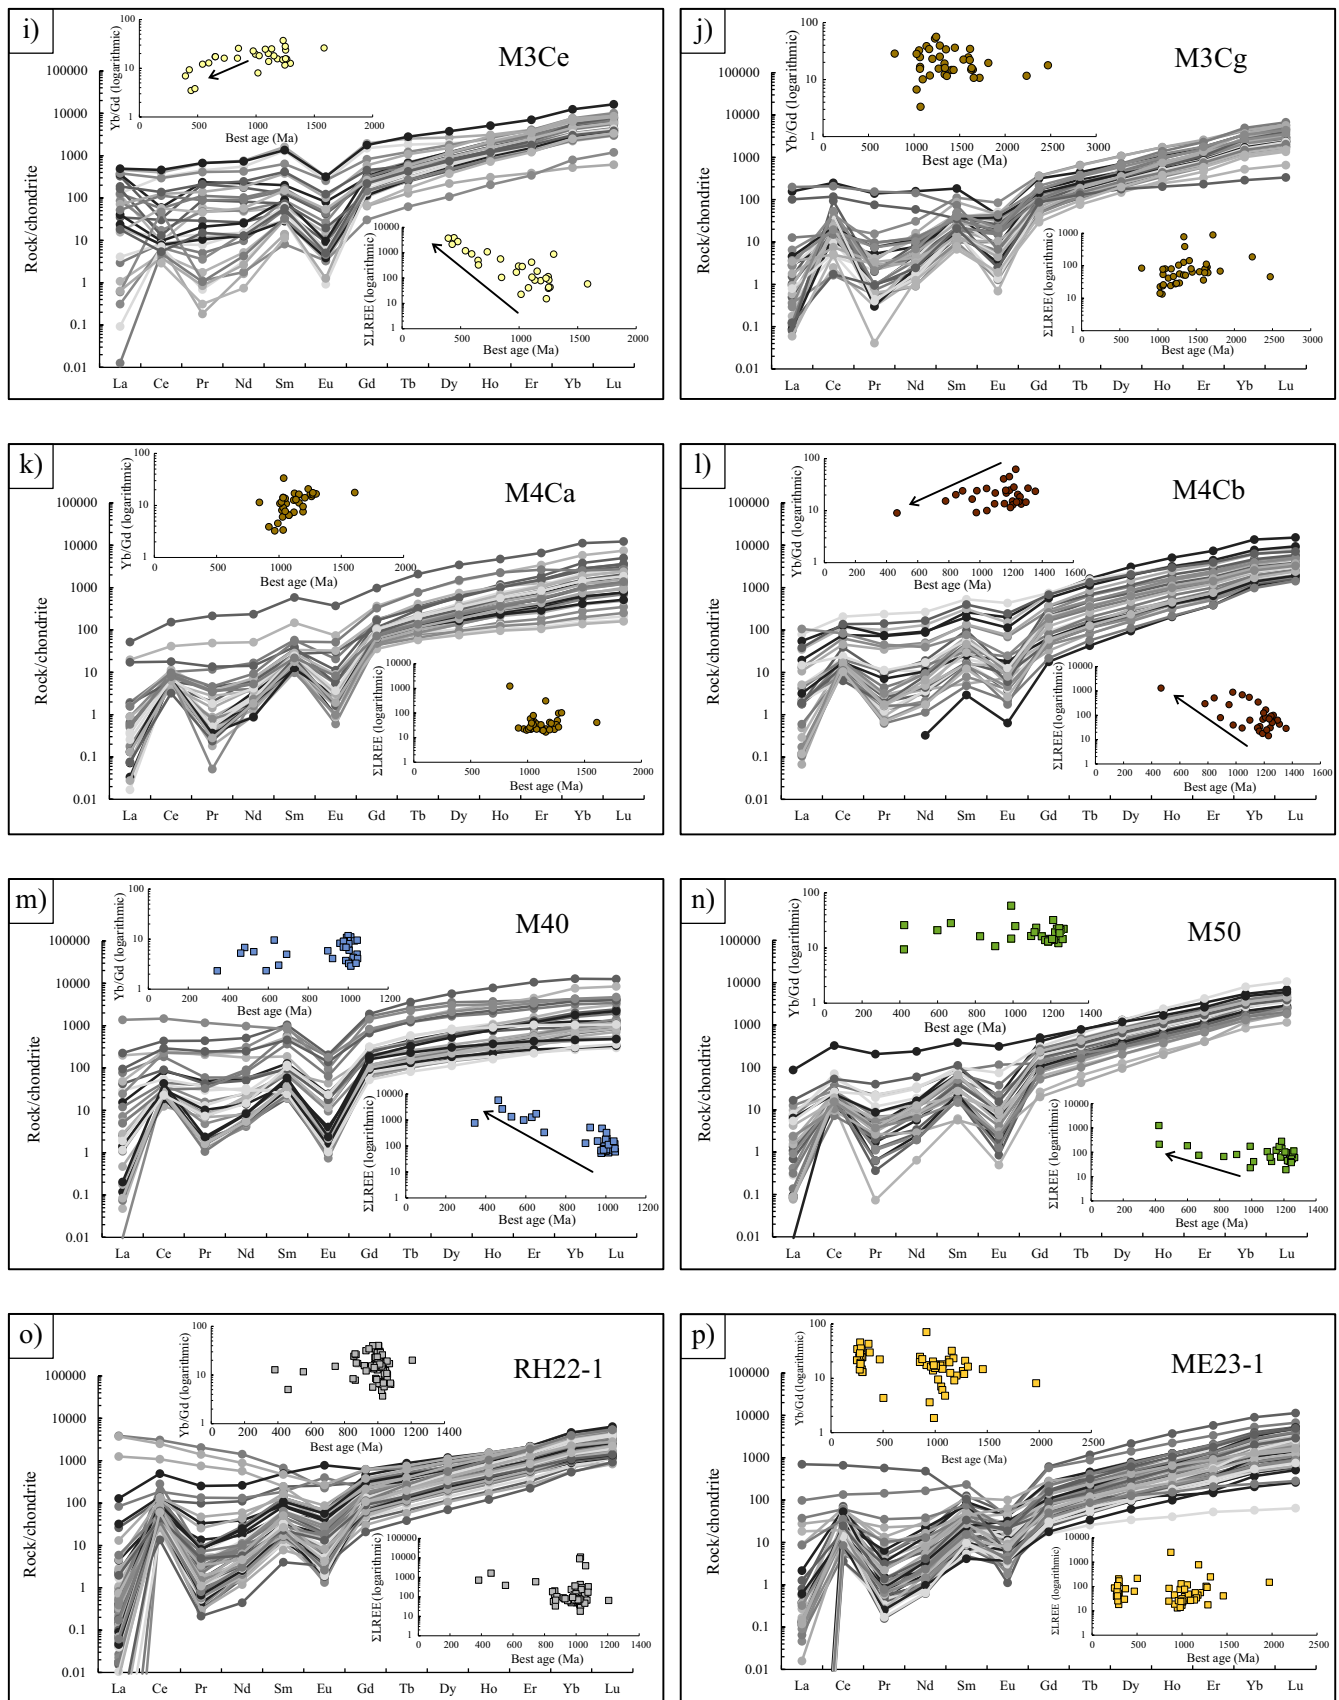 i)
M3Ce
Yb/Gd (logarithmic)
100
10
1
0 500 1000 1500 2000
Best age (Ma)
Rock/chondrite
100000
10000
1000
100
10
1
0.1
0.01
ΣLREE (logarithmic)
10000
1000
100
10
1
0 500 1000 1500 2000
Best age (Ma)
La Ce Pr Nd Sm Eu Gd Tb Dy Ho Er Yb Lu
j)
M3Cg
Yb/Gd (logarithmic)
100
10
1
0 500 1000 1500 2000 2500 3000
Best age (Ma)
Rock/chondrite
100000
10000
1000
100
10
1
0.1
0.01
ΣLREE (logarithmic)
1000
100
10
1
0 500 1000 1500 2000 2500 3000
Best age (Ma)
La Ce Pr Nd Sm Eu Gd Tb Dy Ho Er Yb Lu
k)
M4Ca
Yb/Gd (logarithmic)
100
10
1
0 500 1000 1500 2000
Best age (Ma)
Rock/chondrite
100000
10000
1000
100
10
1
0.1
0.01
ΣLREE (logarithmic)
10000
1000
100
10
1
0 500 1000 1500 2000
Best age (Ma)
La Ce Pr Nd Sm Eu Gd Tb Dy Ho Er Yb Lu
l)
M4Cb
Yb/Gd (logarithmic)
100
10
1
0 200 400 600 800 1000 1200 1400 1600
Best age (Ma)
Rock/chondrite
100000
10000
1000
100
10
1
0.1
0.01
ΣLREE (logarithmic)
10000
1000
100
10
1
0 200 400 600 800 1000 1200 1400 1600
Best age (Ma)
La Ce Pr Nd Sm Eu Gd Tb Dy Ho Er Yb Lu
m)
M40
Yb/Gd (logarithmic)
100
10
1
0 200 400 600 800 1000 1200
Best age (Ma)
Rock/chondrite
100000
10000
1000
100
10
1
0.1
0.01
ΣLREE (logarithmic)
10000
1000
100
10
1
0 200 400 600 800 1000 1200
Best age (Ma)
La Ce Pr Nd Sm Eu Gd Tb Dy Ho Er Yb Lu
n)
M50
Yb/Gd (logarithmic)
100
10
1
0 200 400 600 800 1000 1200 1400
Best age (Ma)
Rock/chondrite
100000
10000
1000
100
10
1
0.1
0.01
ΣLREE (logarithmic)
10000
1000
100
10
1
0 200 400 600 800 1000 1200 1400
Best age (Ma)
La Ce Pr Nd Sm Eu Gd Tb Dy Ho Er Yb Lu
o)
RH22-1
Yb/Gd (logarithmic)
100
10
1
0 200 400 600 800 1000 1200 1400
Best age (Ma)
Rock/chondrite
100000
10000
1000
100
10
1
0.1
0.01
ΣLREE (logarithmic)
100000
10000
1000
100
10
1
0 200 400 600 800 1000 1200 1400
Best age (Ma)
La Ce Pr Nd Sm Eu Gd Tb Dy Ho Er Yb Lu
p)
ME23-1
Yb/Gd (logarithmic)
100
10
1
0 500 1000 1500 2000 2500
Best age (Ma)
Rock/chondrite
100000
10000
1000
100
10
1
0.1
0.01
ΣLREE (logarithmic)
10000
1000
100
10
1
0 500 1000 1500 2000 2500
Best age (Ma)
La Ce Pr Nd Sm Eu Gd Tb Dy Ho Er Yb Lu